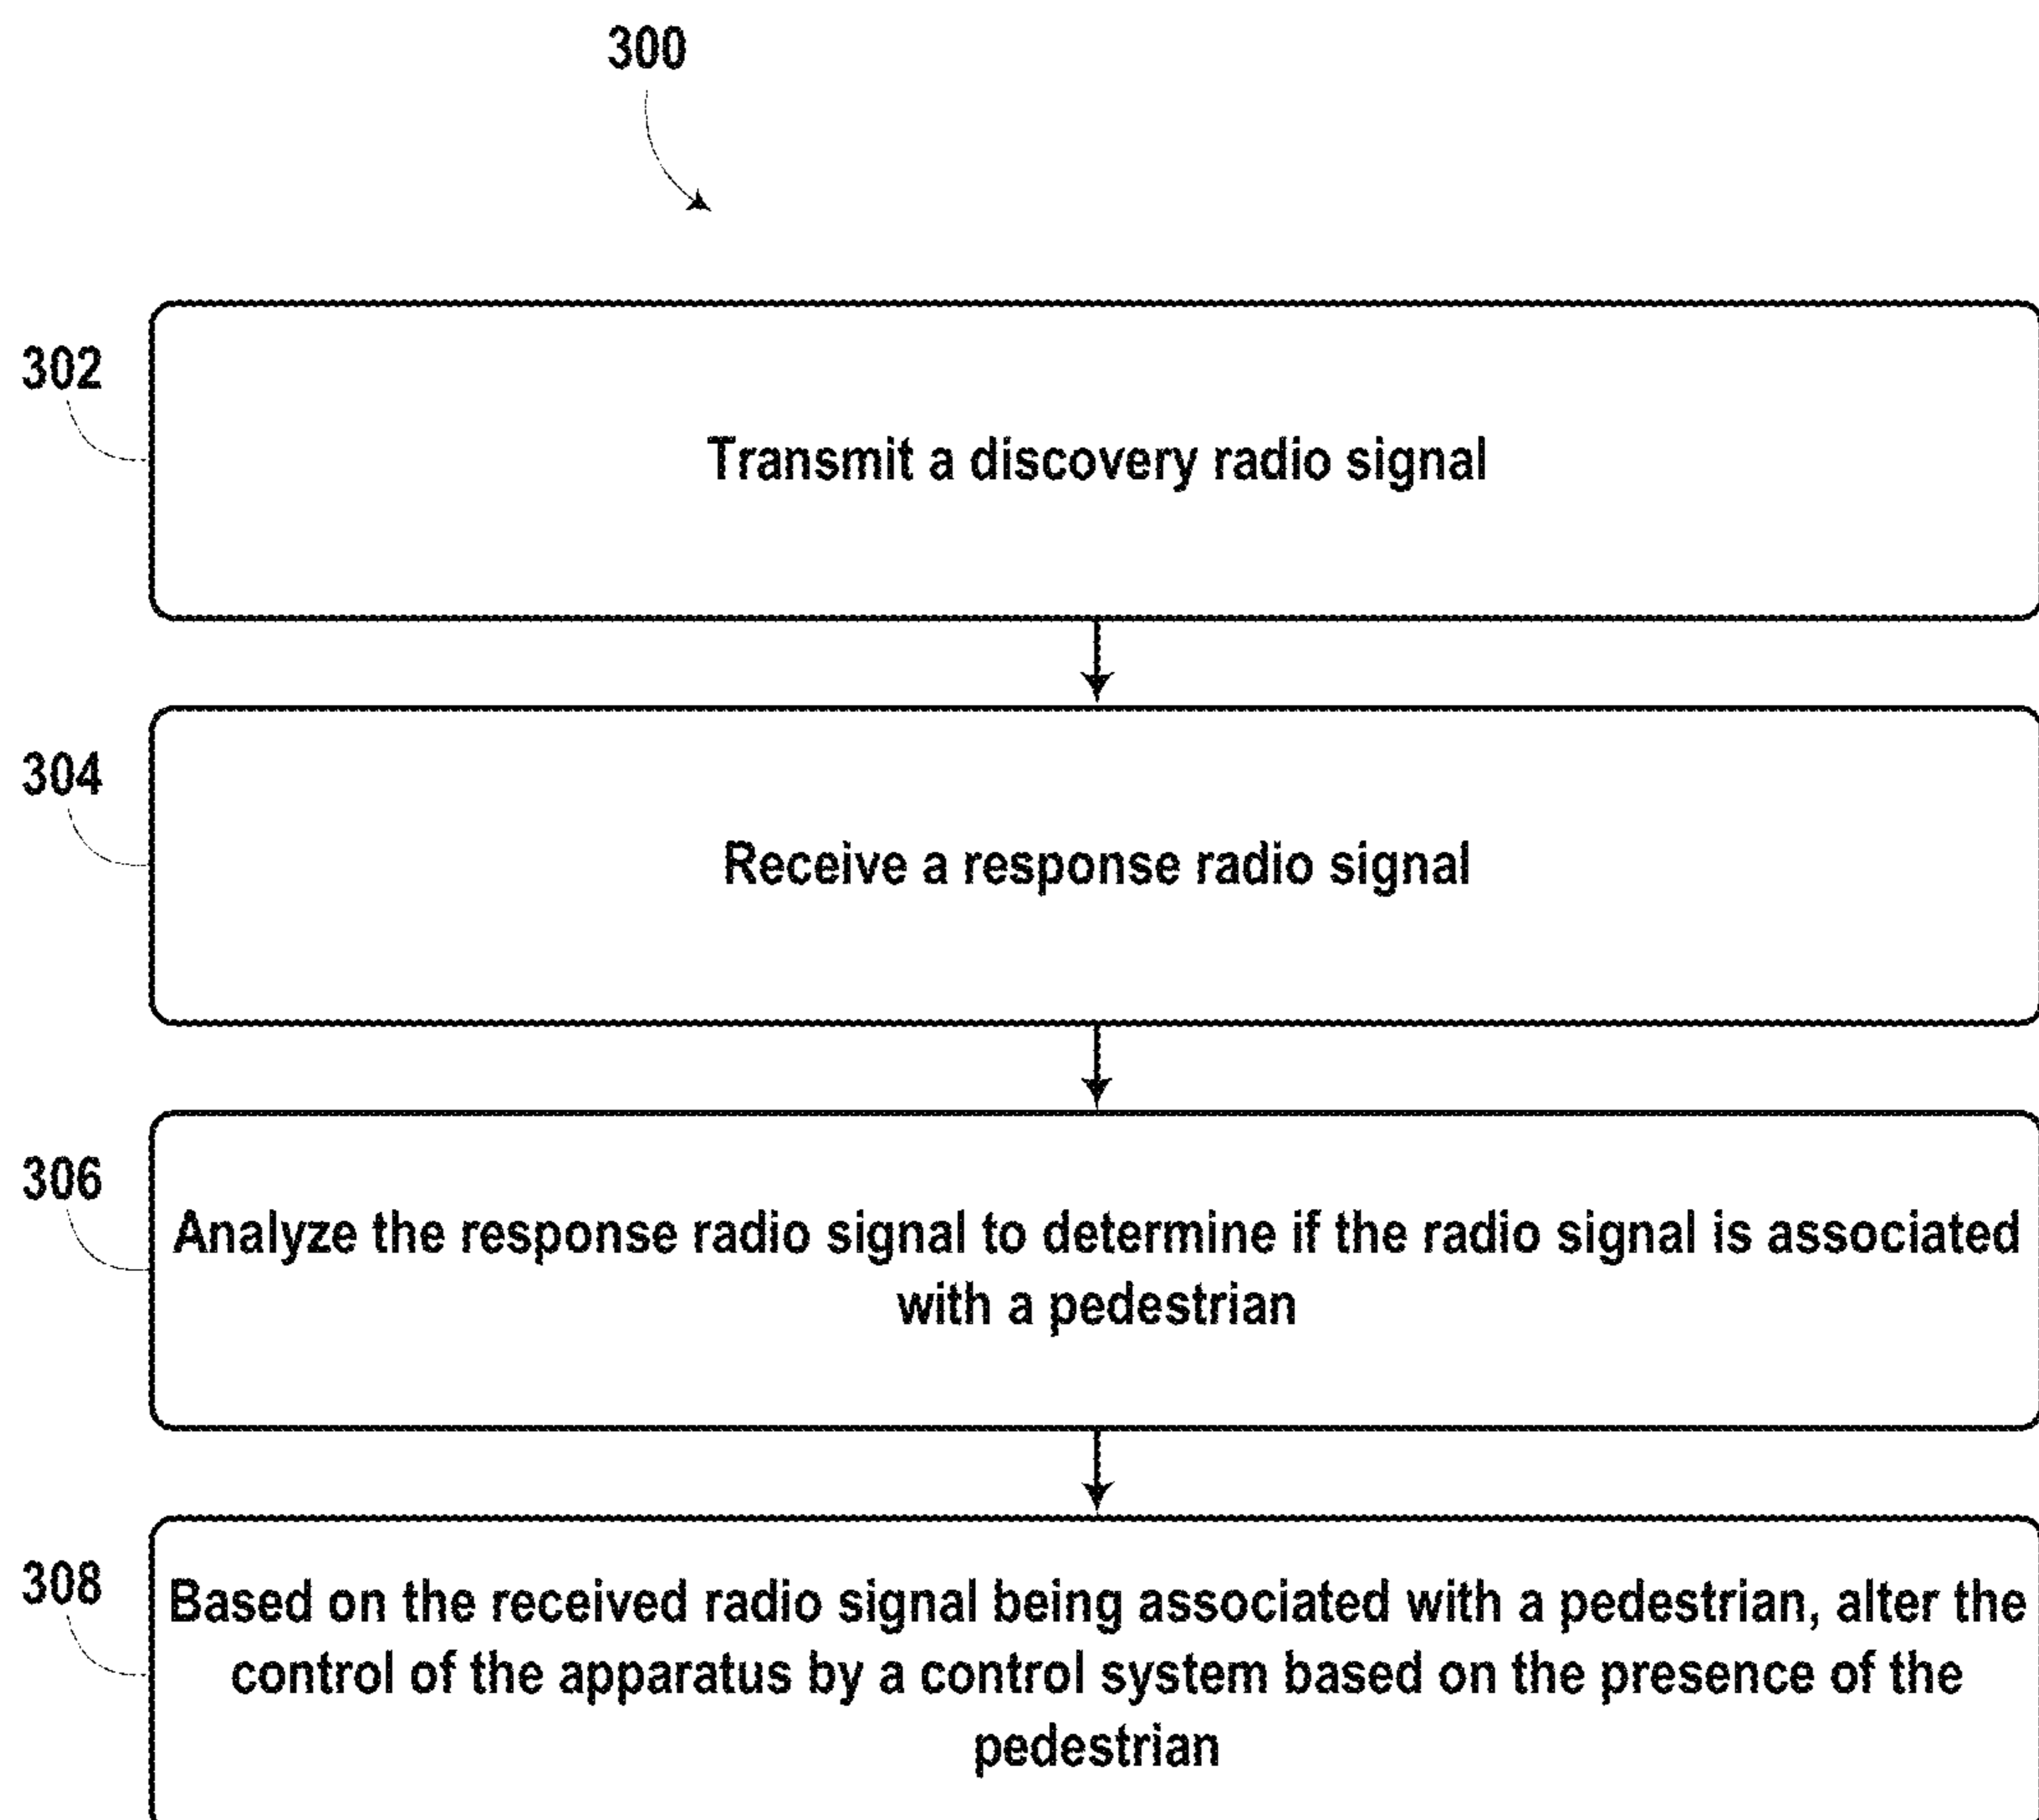 300
302
Transmit a discovery radio signal
304
Receive a response radio signal
306
Analyze the response radio signal to determine if the radio signal is associated
with a pedestrian
308
Based on the received radio signal being associated with a pedestrian, alter the
control of the apparatus by a control system based on the presence of the
pedestrian